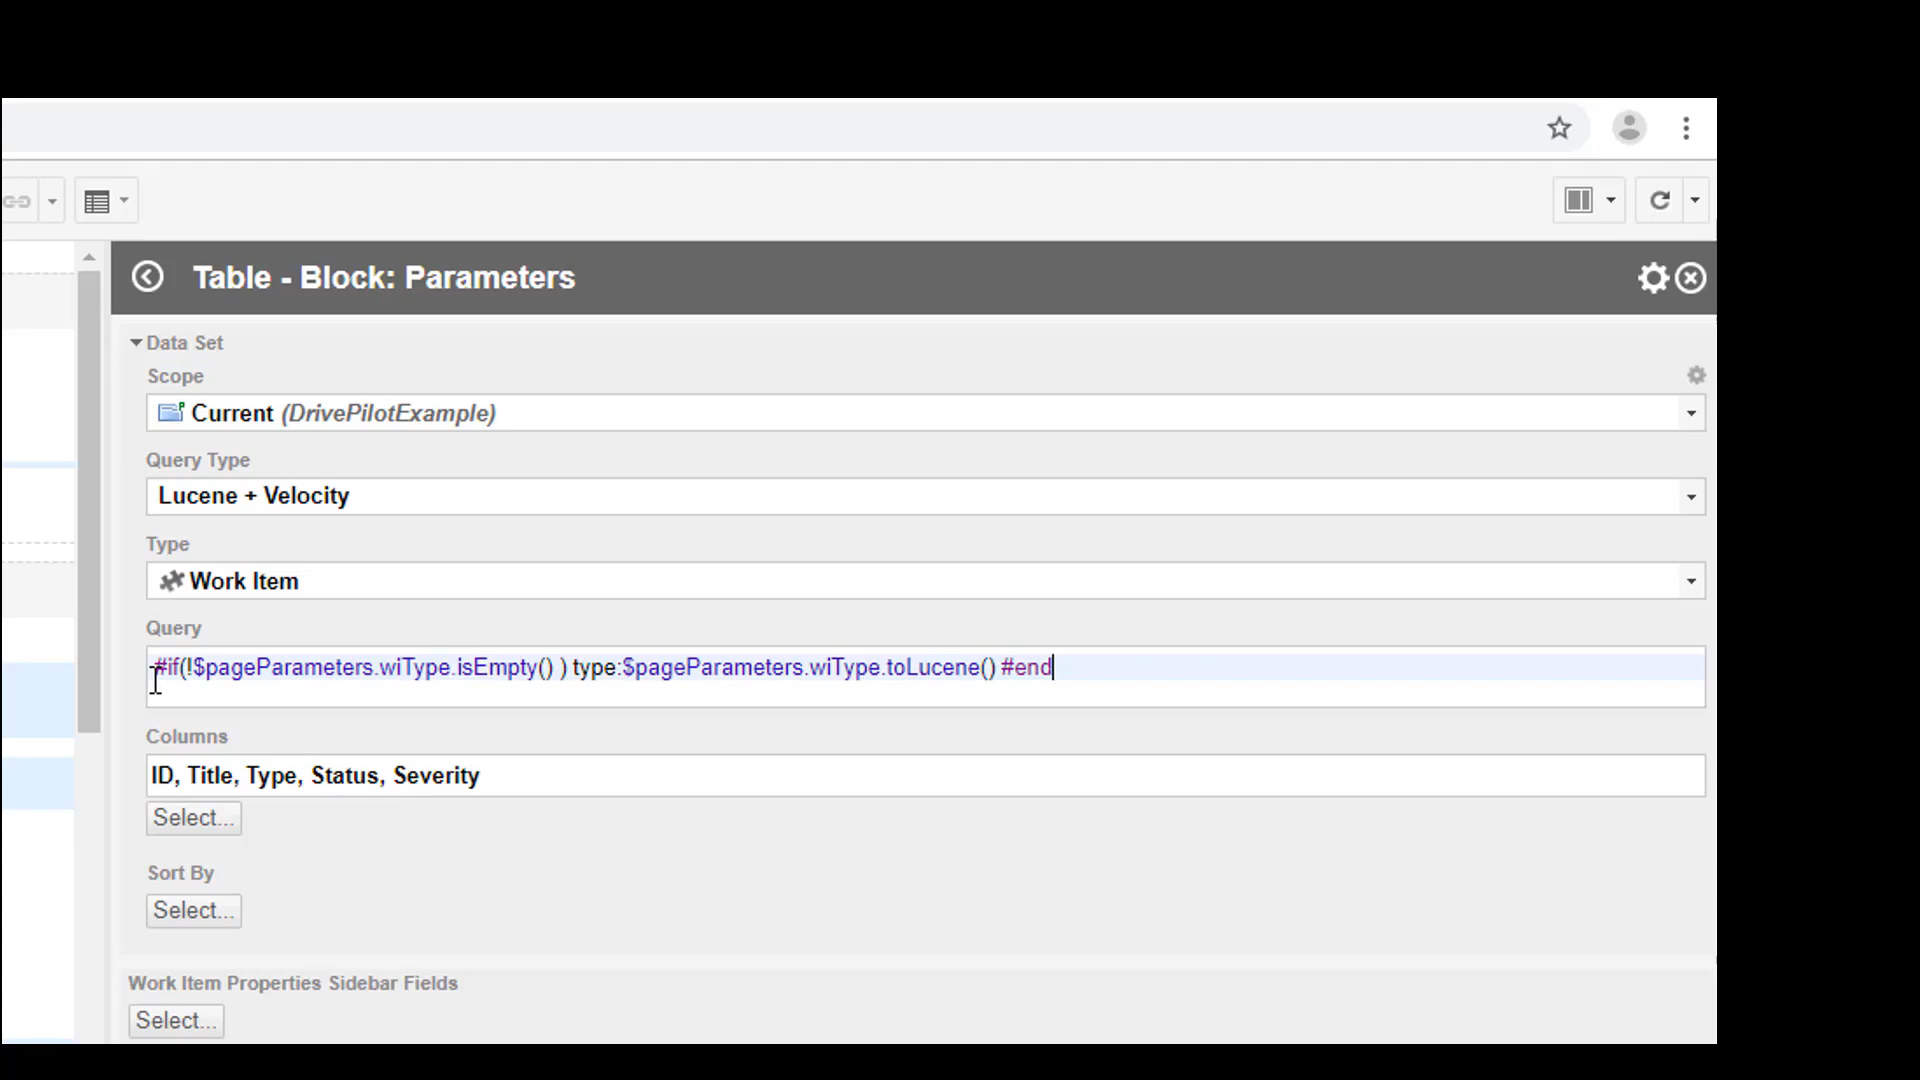 Table - Block: Parameters
Data Set
Scope
Current (DrivePilotExample)
Query Type
Lucene + Velocity
Type
Work Item
Query
#if(!$pageParameters.wiType.isEmpty() ) type:$pageParameters.wiType.toLucene() #end
Columns
ID, Title, Type, Status, Severity
Select...
Sort By
Select...
Work Item Properties Sidebar Fields
Select...